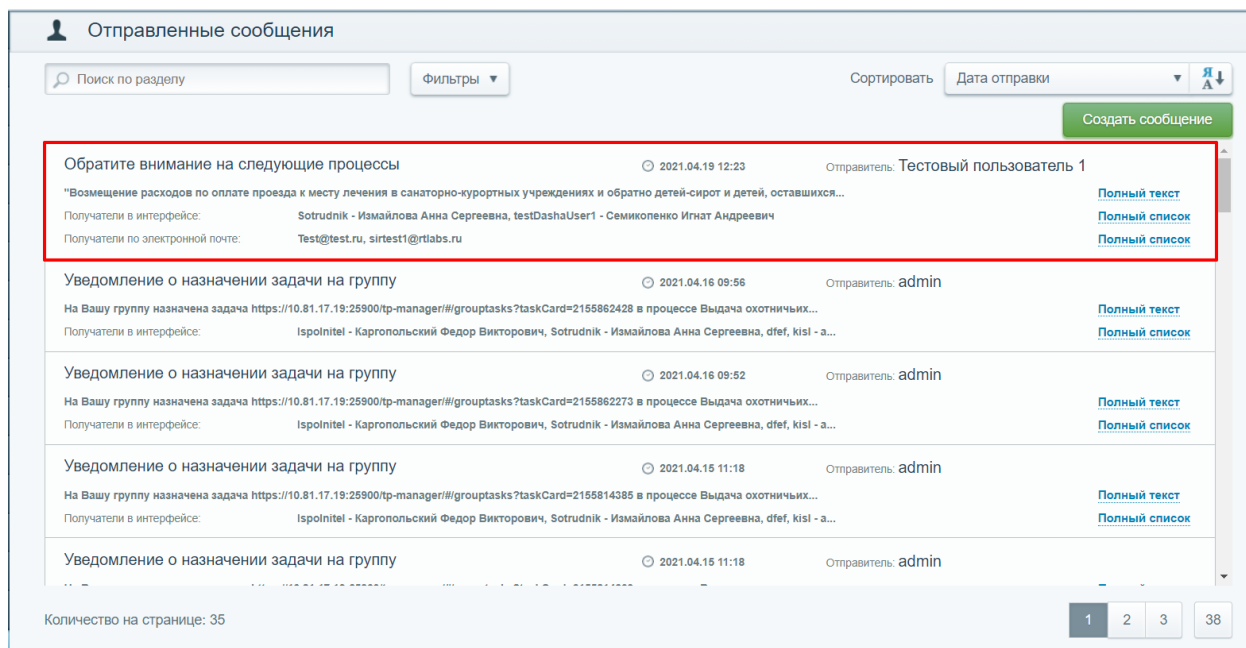 Отправленные сообщения
Поиск по разделу Фильтры ▼ Сортировать Дата отправки ▼ Я А
Создать сообщение
Обратите внимание на следующие процессы 2021.04.19 12:23 Отправитель: Тестовый пользователь 1
"Возмещение расходов по оплате проезда к месту лечения в санаторно-курортных учреждениях и обратно детей-сирот и детей, оставшихся... Полный текст
Получатели в интерфейсе: Sotrudnik - Измайлова Анна Сергеевна, testDashaUser1 - Семикопенко Игнат Андреевич Полный список
Получатели по электронной почте: Test@test.ru, sirtest1@rtlabs.ru Полный список
Уведомление о назначении задачи на группу 2021.04.16 09:56 Отправитель: admin
На Вашу группу назначена задача https://10.81.17.19:25900/tp-manager/#/grouptasks?taskCard=2155862428 в процессе Выдача охотничьих... Полный текст
Получатели в интерфейсе: Ispolnitel - Каргопольский Федор Викторович, Sotrudnik - Измайлова Анна Сергеевна, dfef, kisl - а... Полный список
Уведомление о назначении задачи на группу 2021.04.16 09:52 Отправитель: admin
На Вашу группу назначена задача https://10.81.17.19:25900/tp-manager/#/grouptasks?taskCard=2155862273 в процессе Выдача охотничьих... Полный текст
Получатели в интерфейсе: Ispolnitel - Каргопольский Федор Викторович, Sotrudnik - Измайлова Анна Сергеевна, dfef, kisl - а... Полный список
Уведомление о назначении задачи на группу 2021.04.15 11:18 Отправитель: admin
На Вашу группу назначена задача https://10.81.17.19:25900/tp-manager/#/grouptasks?taskCard=2155814385 в процессе Выдача охотничьих... Полный текст
Получатели в интерфейсе: Ispolnitel - Каргопольский Федор Викторович, Sotrudnik - Измайлова Анна Сергеевна, dfef, kisl - а... Полный список
Уведомление о назначении задачи на группу 2021.04.15 11:18 Отправитель: admin
Количество на странице: 35 1 2 3 38